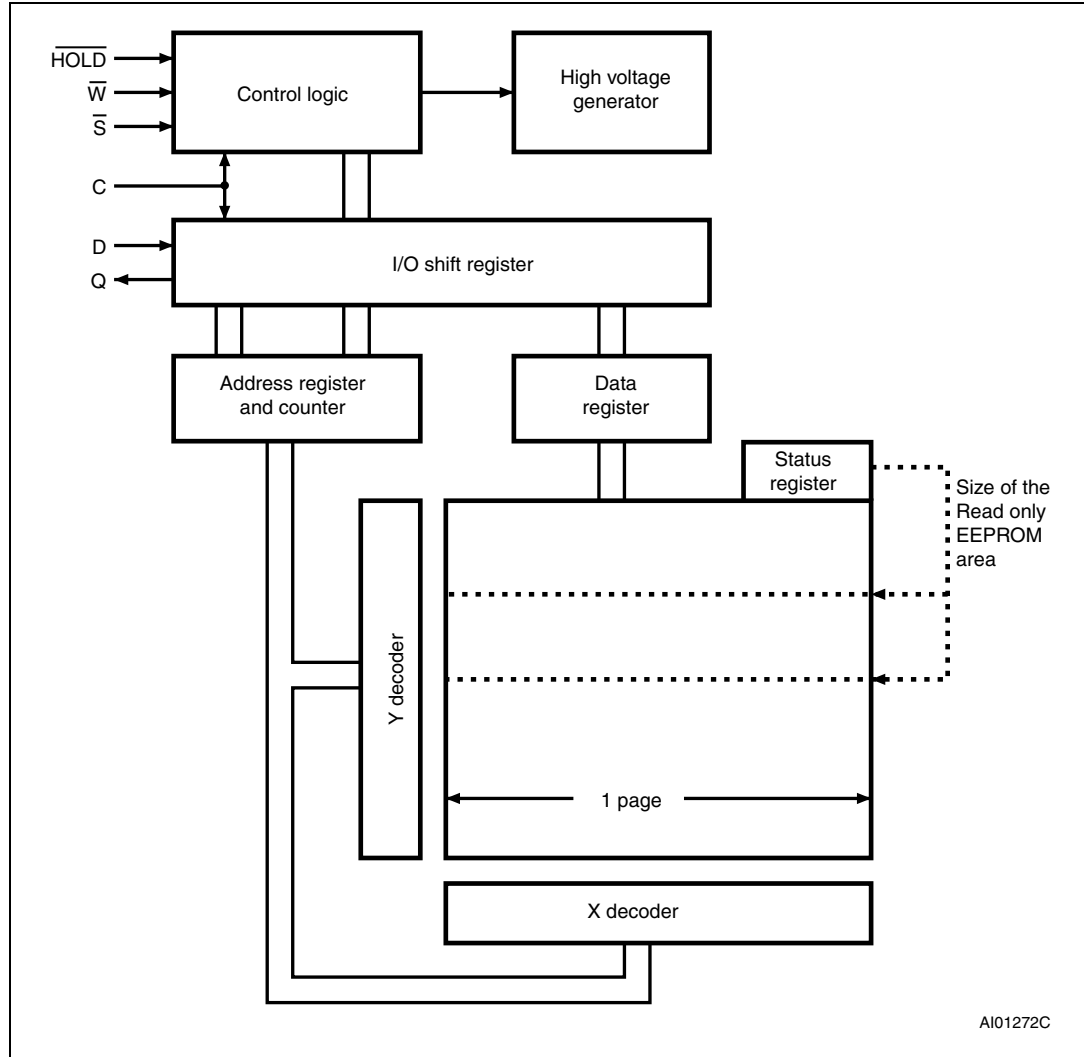 H̅O̅L̅D̅
W̅
S̅
C
D
Q
Control logic
High voltage
generator
I/O shift register
Address register
and counter
Data
register
Status
register
Size of the
Read only
EEPROM
area
Y decoder
1 page
X decoder
AI01272C